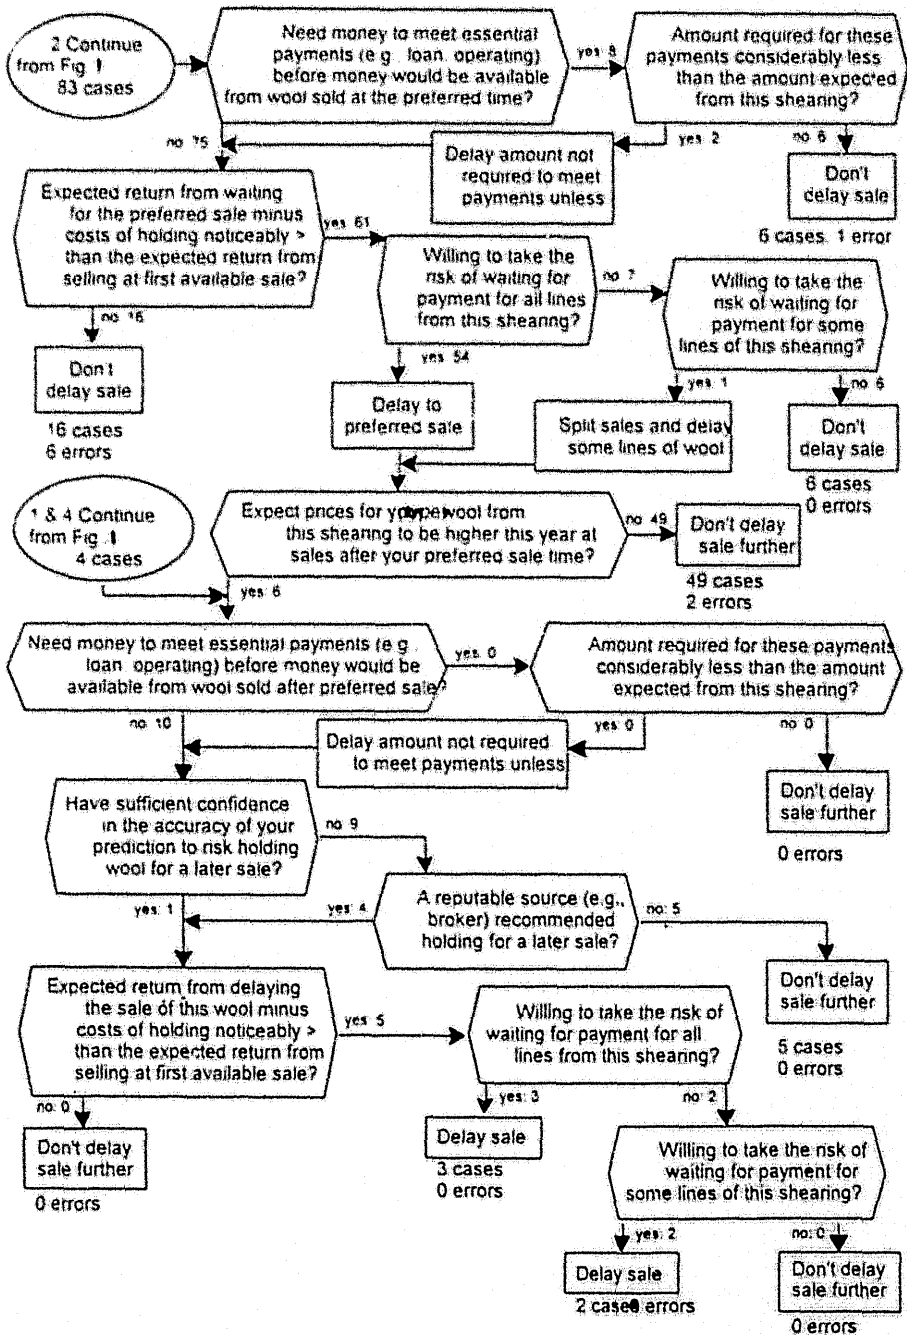 2 Continue
from Fig. 1
83 cases
Need money to meet essential
payments (e.g., loan, operating)
before money would be available
from wool sold at the preferred time?
yes: 8
Amount required for these
payments considerably less
than the amount expected
from this shearing?
no: 75
yes: 2
no: 6
Delay amount not
required to meet
payments unless
Don't
delay sale
6 cases, 1 error
Expected return from waiting
for the preferred sale minus
costs of holding noticeably >
than the expected return from
selling at first available sale?
yes: 61
Willing to take the
risk of waiting for
payment for all lines
from this shearing?
no: 7
Willing to take the
risk of waiting for
payment for some
lines of this shearing?
no: 16
Don't
delay sale
16 cases
6 errors
yes: 54
Delay to
preferred sale
yes: 1
Split sales and delay
some lines of wool
no: 6
Don't
delay sale
6 cases
0 errors
1 & 4 Continue
from Fig. 1
4 cases
Expect prices for wool from
this shearing to be higher this year at
sales after your preferred sale time?
no: 49
Don't delay
sale further
49 cases
2 errors
yes: 6
Need money to meet essential payments (e.g.,
loan, operating) before money would be
available from wool sold after preferred sale?
yes: 0
Amount required for these payments
considerably less than the amount
expected from this shearing?
no: 10
yes: 0
no: 0
Delay amount not required
to meet payments unless
Don't delay
sale further
0 errors
Have sufficient confidence
in the accuracy of your
prediction to risk holding
wool for a later sale?
no: 9
A reputable source (e.g.,
broker) recommended
holding for a later sale?
yes: 1
yes: 4
no: 5
Don't delay
sale further
5 cases
0 errors
Expected return from delaying
the sale of this wool minus
costs of holding noticeably >
than the expected return from
selling at first available sale?
yes: 5
Willing to take the risk of
waiting for payment for all
lines from this shearing?
no: 0
Don't delay
sale further
0 errors
yes: 3
Delay sale
3 cases
0 errors
no: 2
Willing to take the risk of
waiting for payment for
some lines of this shearing?
yes: 2
Delay sale
2 errors
no: 0
Don't delay
sale further
0 errors